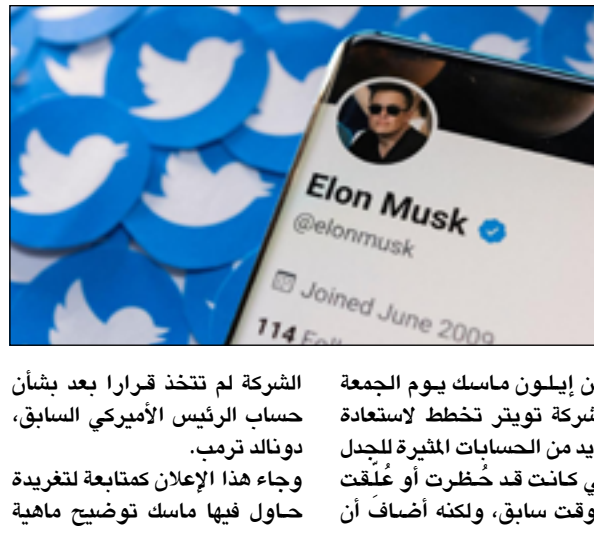 Elon Musk
@elonmusk
Joined June 2009
114
ن إيلون ماسك يوم الجمعة
شركة تويتر تخطط لاستعادة
يد من الحسابات المثيرة للجدل
ي كانت قد حُظرت أو عُلّقت
وقت سابق، ولكنه أضاف أن
الشركة لم تتخذ قرارا بعد بشأن
حساب الرئيس الأميركي السابق،
دونالد ترمب.
وجاء هذا الإعلان كمتابعة لتغريدة
حاول فيها ماسك توضيح ماهية